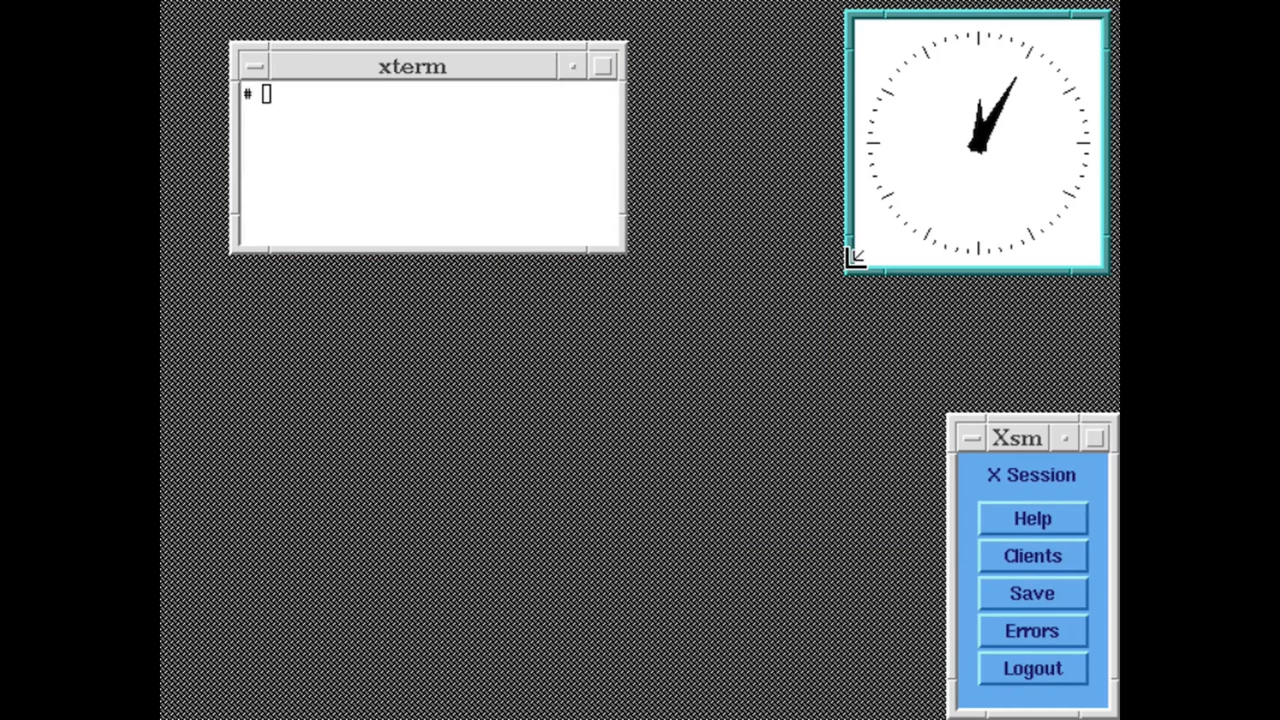 xterm
#
Xsm
X Session
Help
Clients
Save
Errors
Logout